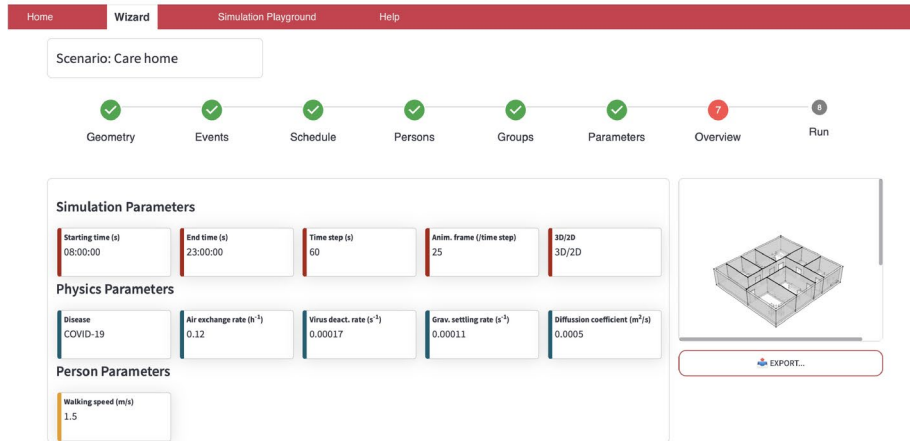 Home Wizard Simulation Playground Help
Scenario: Care home
7 8
Geometry Events Schedule Persons Groups Parameters Overview Run
Simulation Parameters
Starting time (s) End time (s) Time step (s) Anim. frame (/time step) 3D/2D
08:00:00 23:00:00 60 25 3D/2D
Physics Parameters
Disease Air exchange rate (h⁻¹) Virus deact. rate (s⁻¹) Grav. settling rate (s⁻¹) Diffussion coefficient (m²/s)
COVID-19 0.12 0.00017 0.00011 0.0005
EXPORT...
Person Parameters
Walking speed (m/s)
1.5